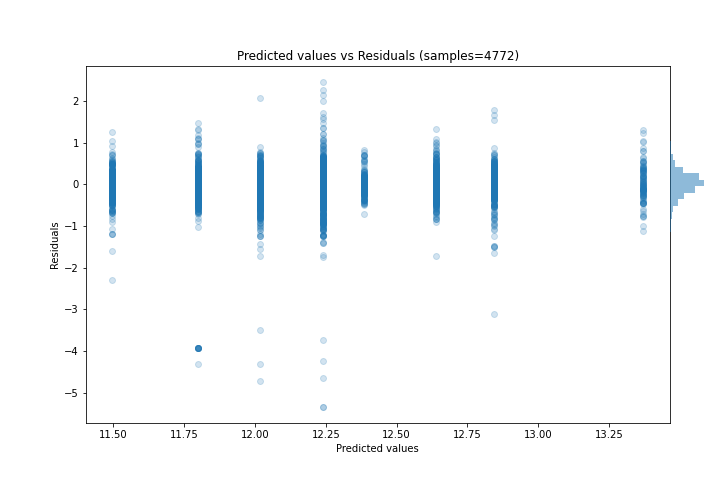 Predicted values vs Residuals (samples=4772)
2
1
0
−1
−2
−3
−4
−5
Residuals
11.50 11.75 12.00 12.25 12.50 12.75 13.00 13.25
Predicted values